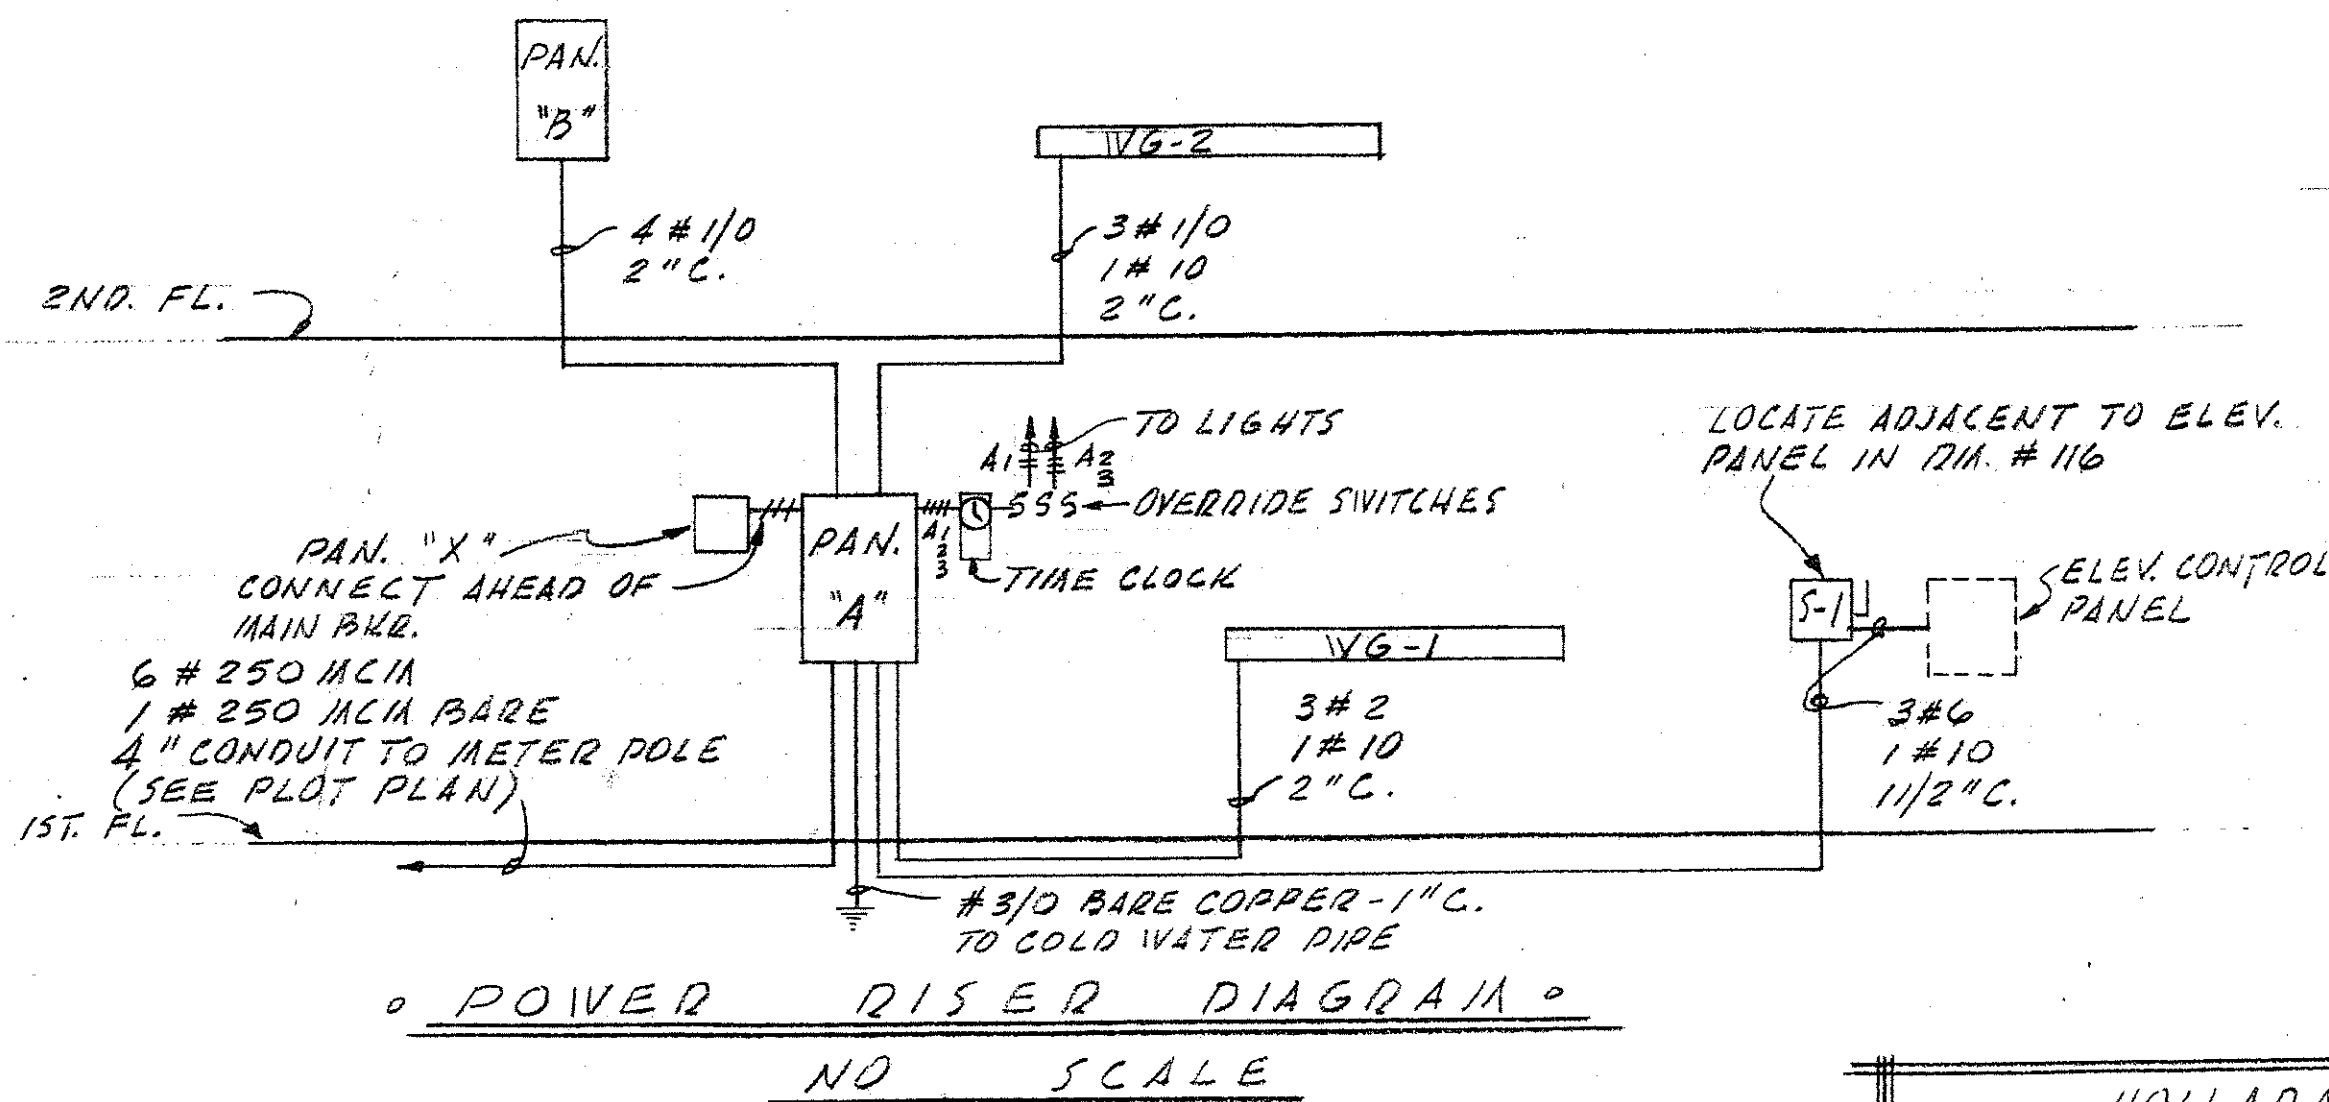 PAN.
"B"
WG-2
4 # 1/0
2" C.
3 # 1/0
1 # 10
2" C.
2ND. FL.
TO LIGHTS
A1
A2
3
LOCATE ADJACENT TO ELEV.
PANEL IN RM. # 116
S S S
OVERRIDE SWITCHES
PAN. "X"
CONNECT AHEAD OF
MAIN BKR.
PAN.
"A"
A1
2
3
TIME CLOCK
S-1
ELEV. CONTROL
PANEL
WG-1
6 # 250 MCM
1 # 250 MCM BARE
4" CONDUIT TO METER POLE
(SEE PLOT PLAN)
3 # 2
1 # 10
2" C.
3 #6
1 # 10
1 1/2" C.
1ST. FL.
#3/0 BARE COPPER - 1" C.
TO COLD WATER PIPE
POWER RISER DIAGRAM
NO SCALE